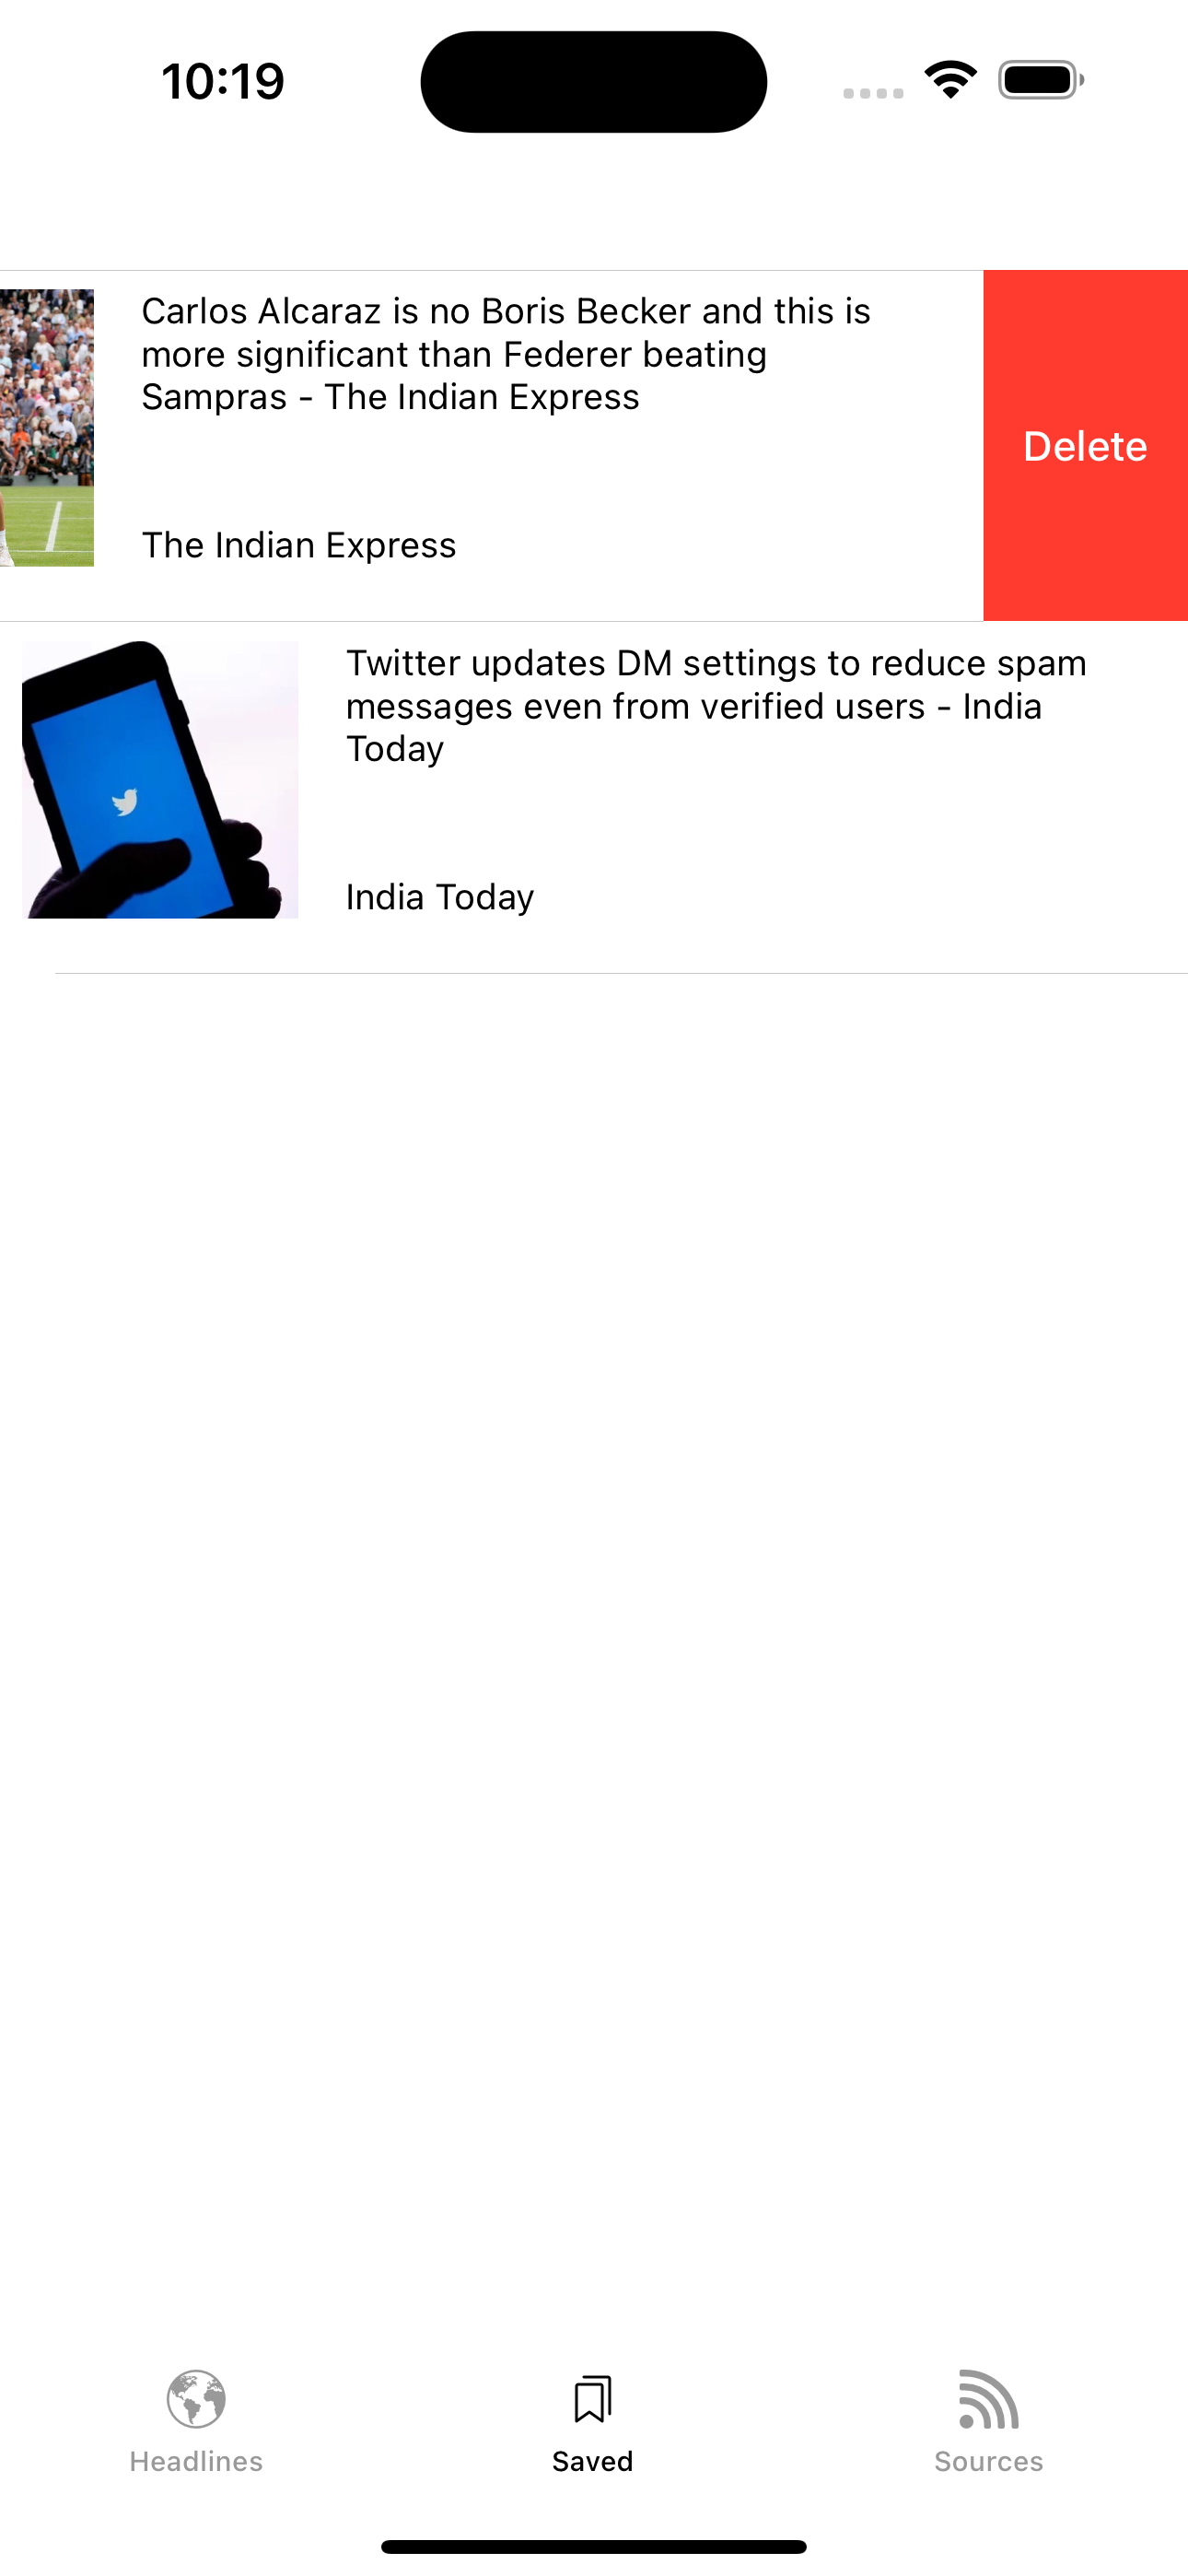 10:19
Carlos Alcaraz is no Boris Becker and this is
more significant than Federer beating
Sampras - The Indian Express
Delete
The Indian Express
Twitter updates DM settings to reduce spam
messages even from verified users - India
Today
India Today
Headlines
Saved
Sources